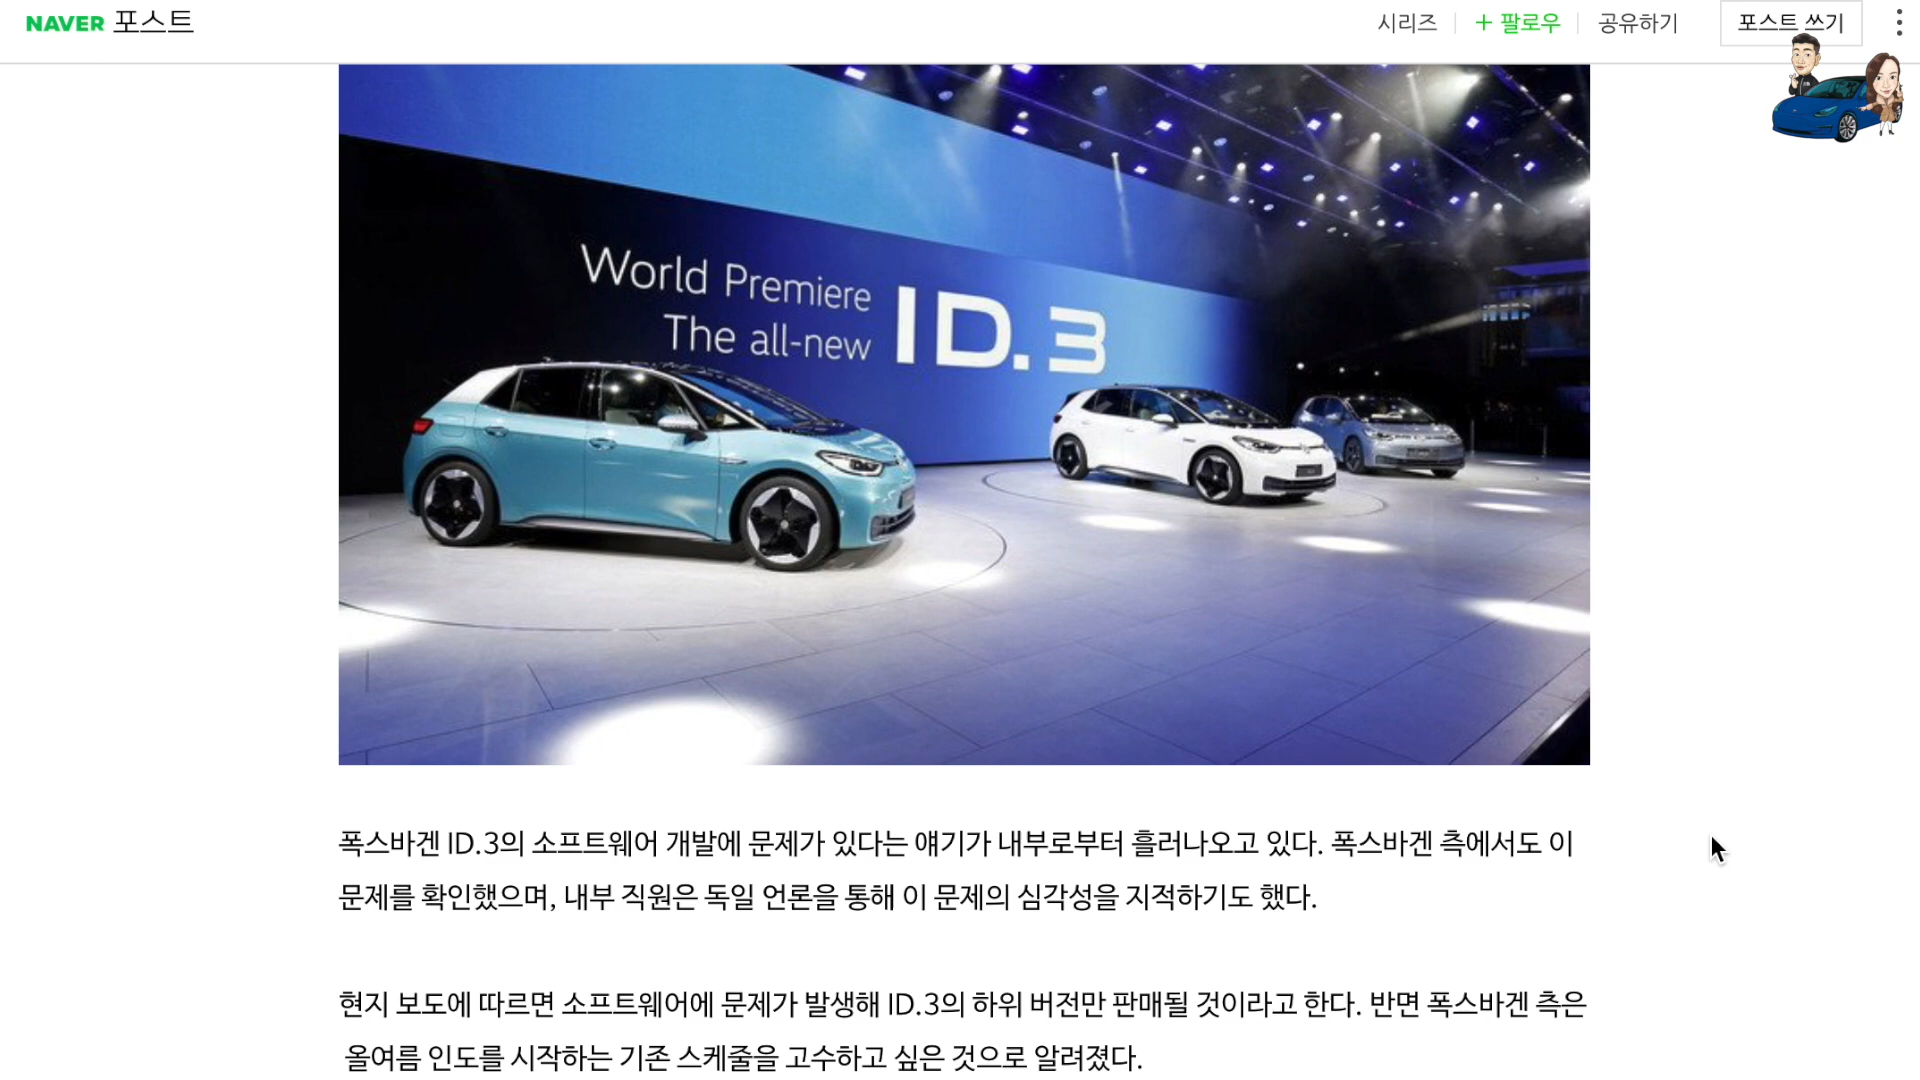 NAVER 포스트
시리즈
+ 팔로우
공유하기
포스트 쓰기
World Premiere
The all-new ID.3
폭스바겐 ID.3의 소프트웨어 개발에 문제가 있다는 얘기가 내부로부터 흘러나오고 있다. 폭스바겐 측에서도 이
문제를 확인했으며, 내부 직원은 독일 언론을 통해 이 문제의 심각성을 지적하기도 했다.
현지 보도에 따르면 소프트웨어에 문제가 발생해 ID.3의 하위 버전만 판매될 것이라고 한다. 반면 폭스바겐 측은
올여름 인도를 시작하는 기존 스케줄을 고수하고 싶은 것으로 알려졌다.